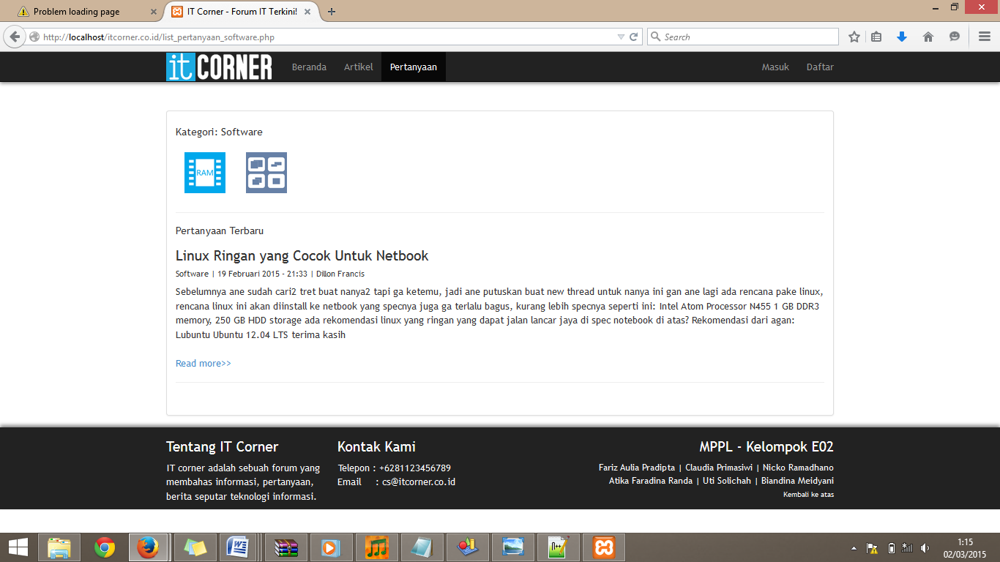 Problem loading page
IT Corner - Forum IT Terkini!
http://localhost/itcorner.co.id/list_pertanyaan_software.php
Search
it CORNER
Beranda
Artikel
Pertanyaan
Masuk
Daftar
Kategori: Software
RAM
Pertanyaan Terbaru
Linux Ringan yang Cocok Untuk Netbook
Software | 19 Februari 2015 - 21:33 | Dillon Francis
Sebelumnya ane sudah cari2 tret buat nanya2 tapi ga ketemu, jadi ane putuskan buat new thread untuk nanya ini gan ane lagi ada rencana pake linux,
rencana linux ini akan diinstall ke netbook yang specnya juga ga terlalu bagus, kurang lebih specnya seperti ini: Intel Atom Processor N455 1 GB DDR3
memory, 250 GB HDD storage ada rekomendasi linux yang ringan yang dapat jalan lancar jaya di spec notebook di atas? Rekomendasi dari agan:
Lubuntu Ubuntu 12.04 LTS terima kasih
Read more>>
Tentang IT Corner
IT corner adalah sebuah forum yang
membahas informasi, pertanyaan,
berita seputar teknologi informasi.
Kontak Kami
Telepon : +6281123456789
Email : cs@itcorner.co.id
MPPL - Kelompok E02
Fariz Aulia Pradipta | Claudia Primasiwi | Nicko Ramadhano
Atika Faradina Randa | Uti Solichah | Biandina Meidyani
Kembali ke atas
1:15
02/03/2015